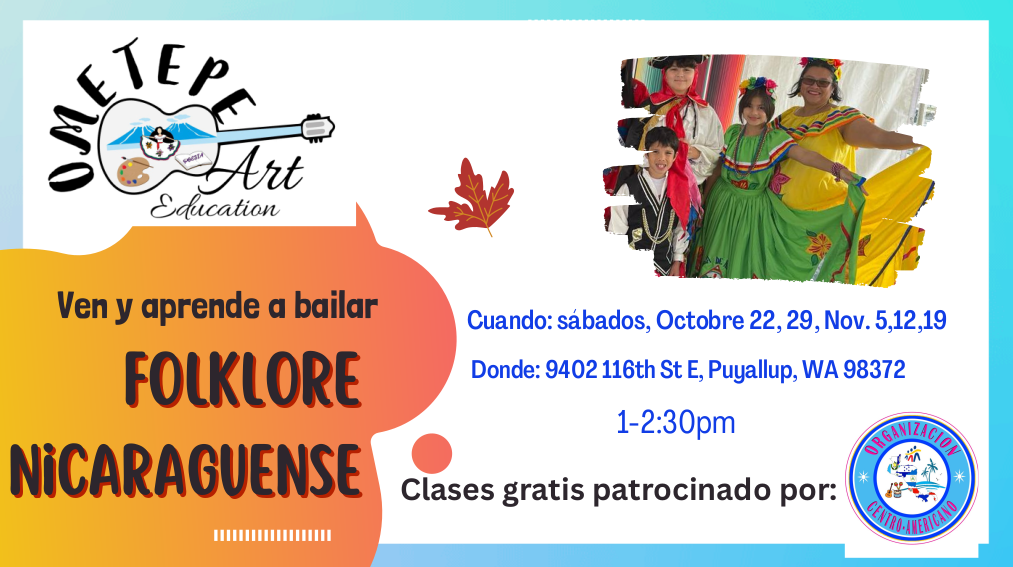 OMETEPE
POESIA
Art
Education
Ven y aprende a bailar
FOLKLORE
NiCARAGUENSE
Cuando: sábados, Octobre 22, 29, Nov. 5,12,19
Donde: 9402 116th St E, Puyallup, WA 98372
1-2:30pm
Clases gratis patrocinado por:
ORGANIZACION
CENTRO-AMERICANO